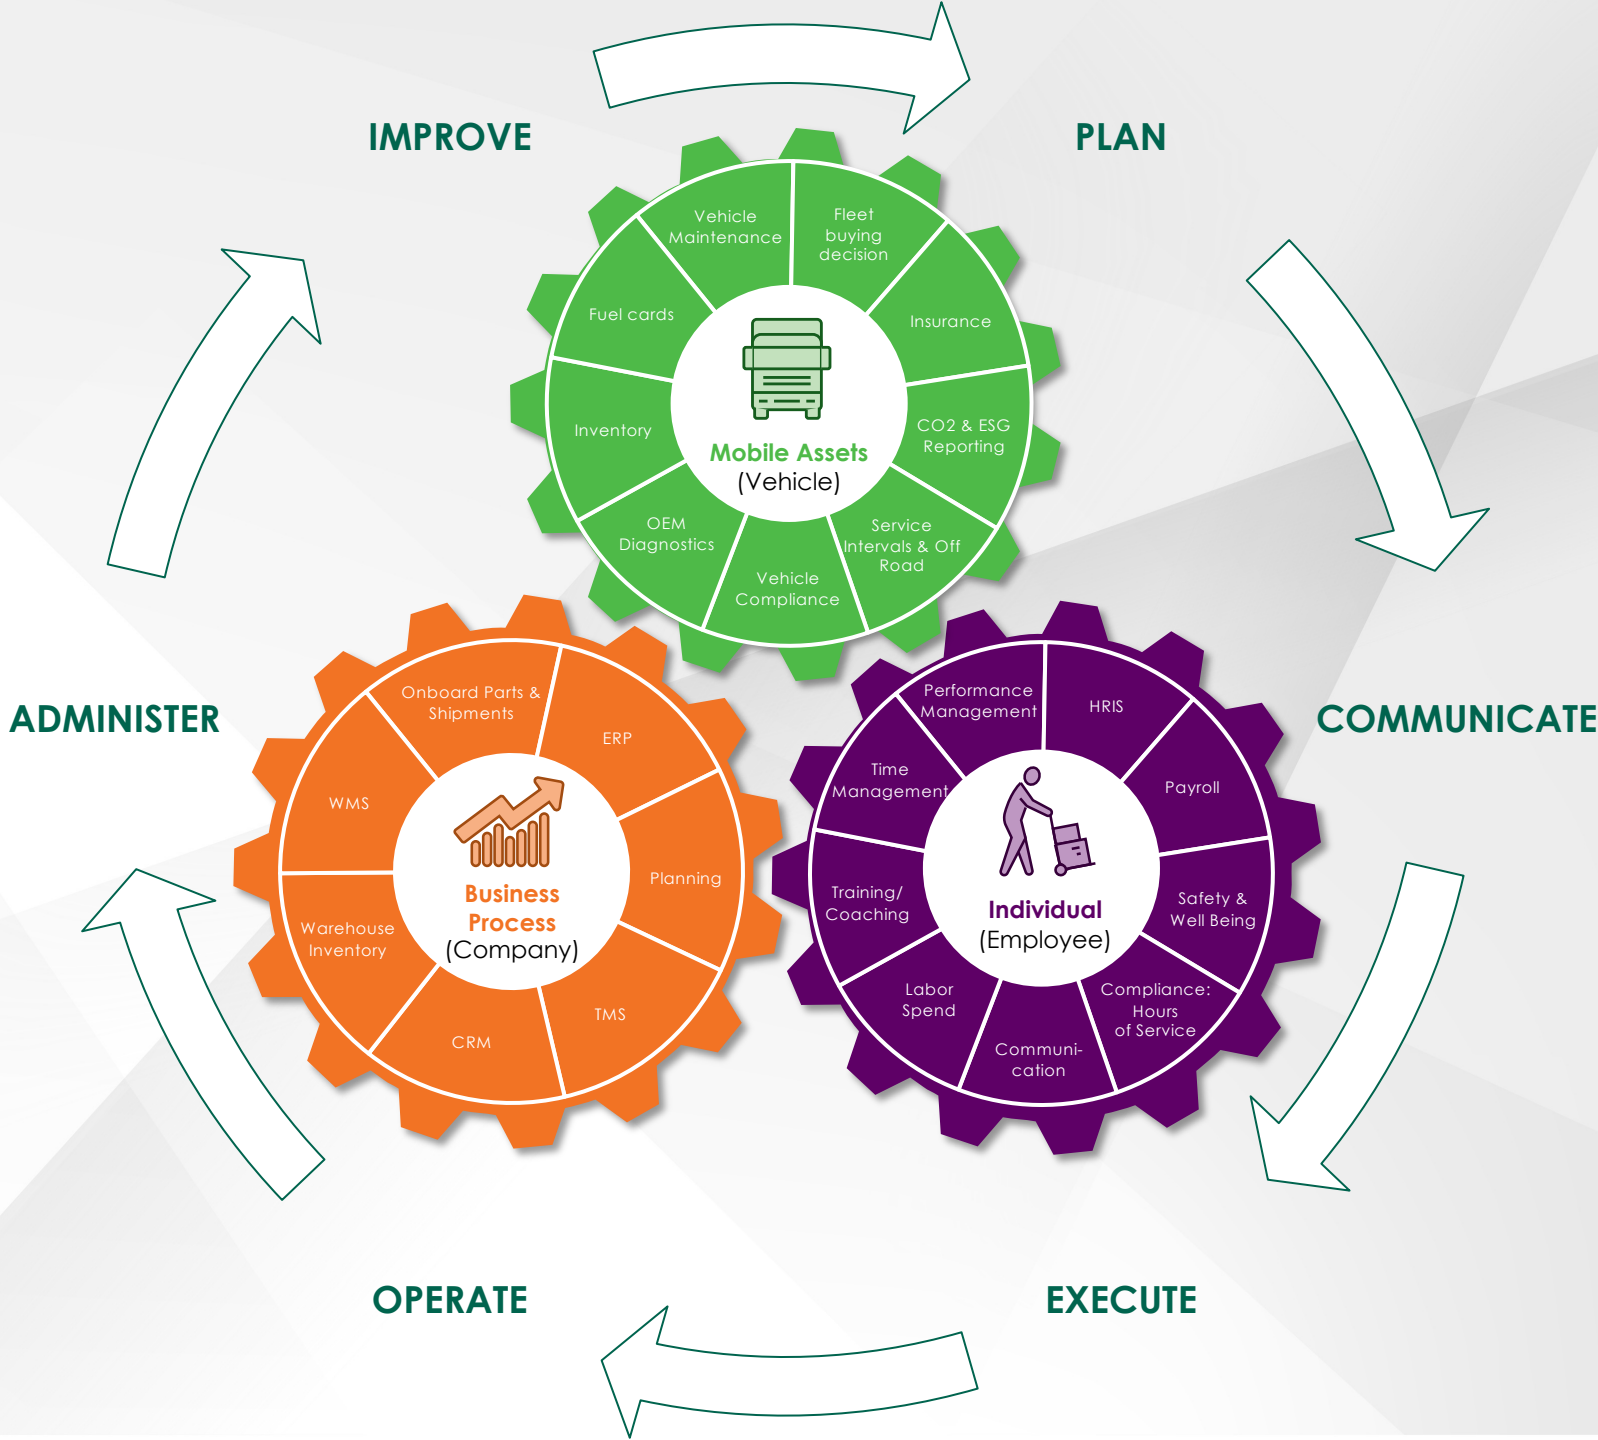 IMPROVE
PLAN
Vehicle
Maintenance
Fleet
buying
decision
Fuel cards
Insurance
Inventory
CO2 & ESG
Reporting
Mobile Assets
(Vehicle)
OEM
Diagnostics
Service
Intervals & Off
Road
Vehicle
Compliance
ADMINISTER
COMMUNICATE
Onboard Parts &
Shipments
ERP
WMS
Planning
Business
Process
(Company)
Warehouse
Inventory
TMS
CRM
Performance
Management
HRIS
Time
Management
Payroll
Training/
Coaching
Safety &
Well Being
Individual
(Employee)
Labor
Spend
Compliance:
Hours
of Service
Communi-
cation
OPERATE
EXECUTE